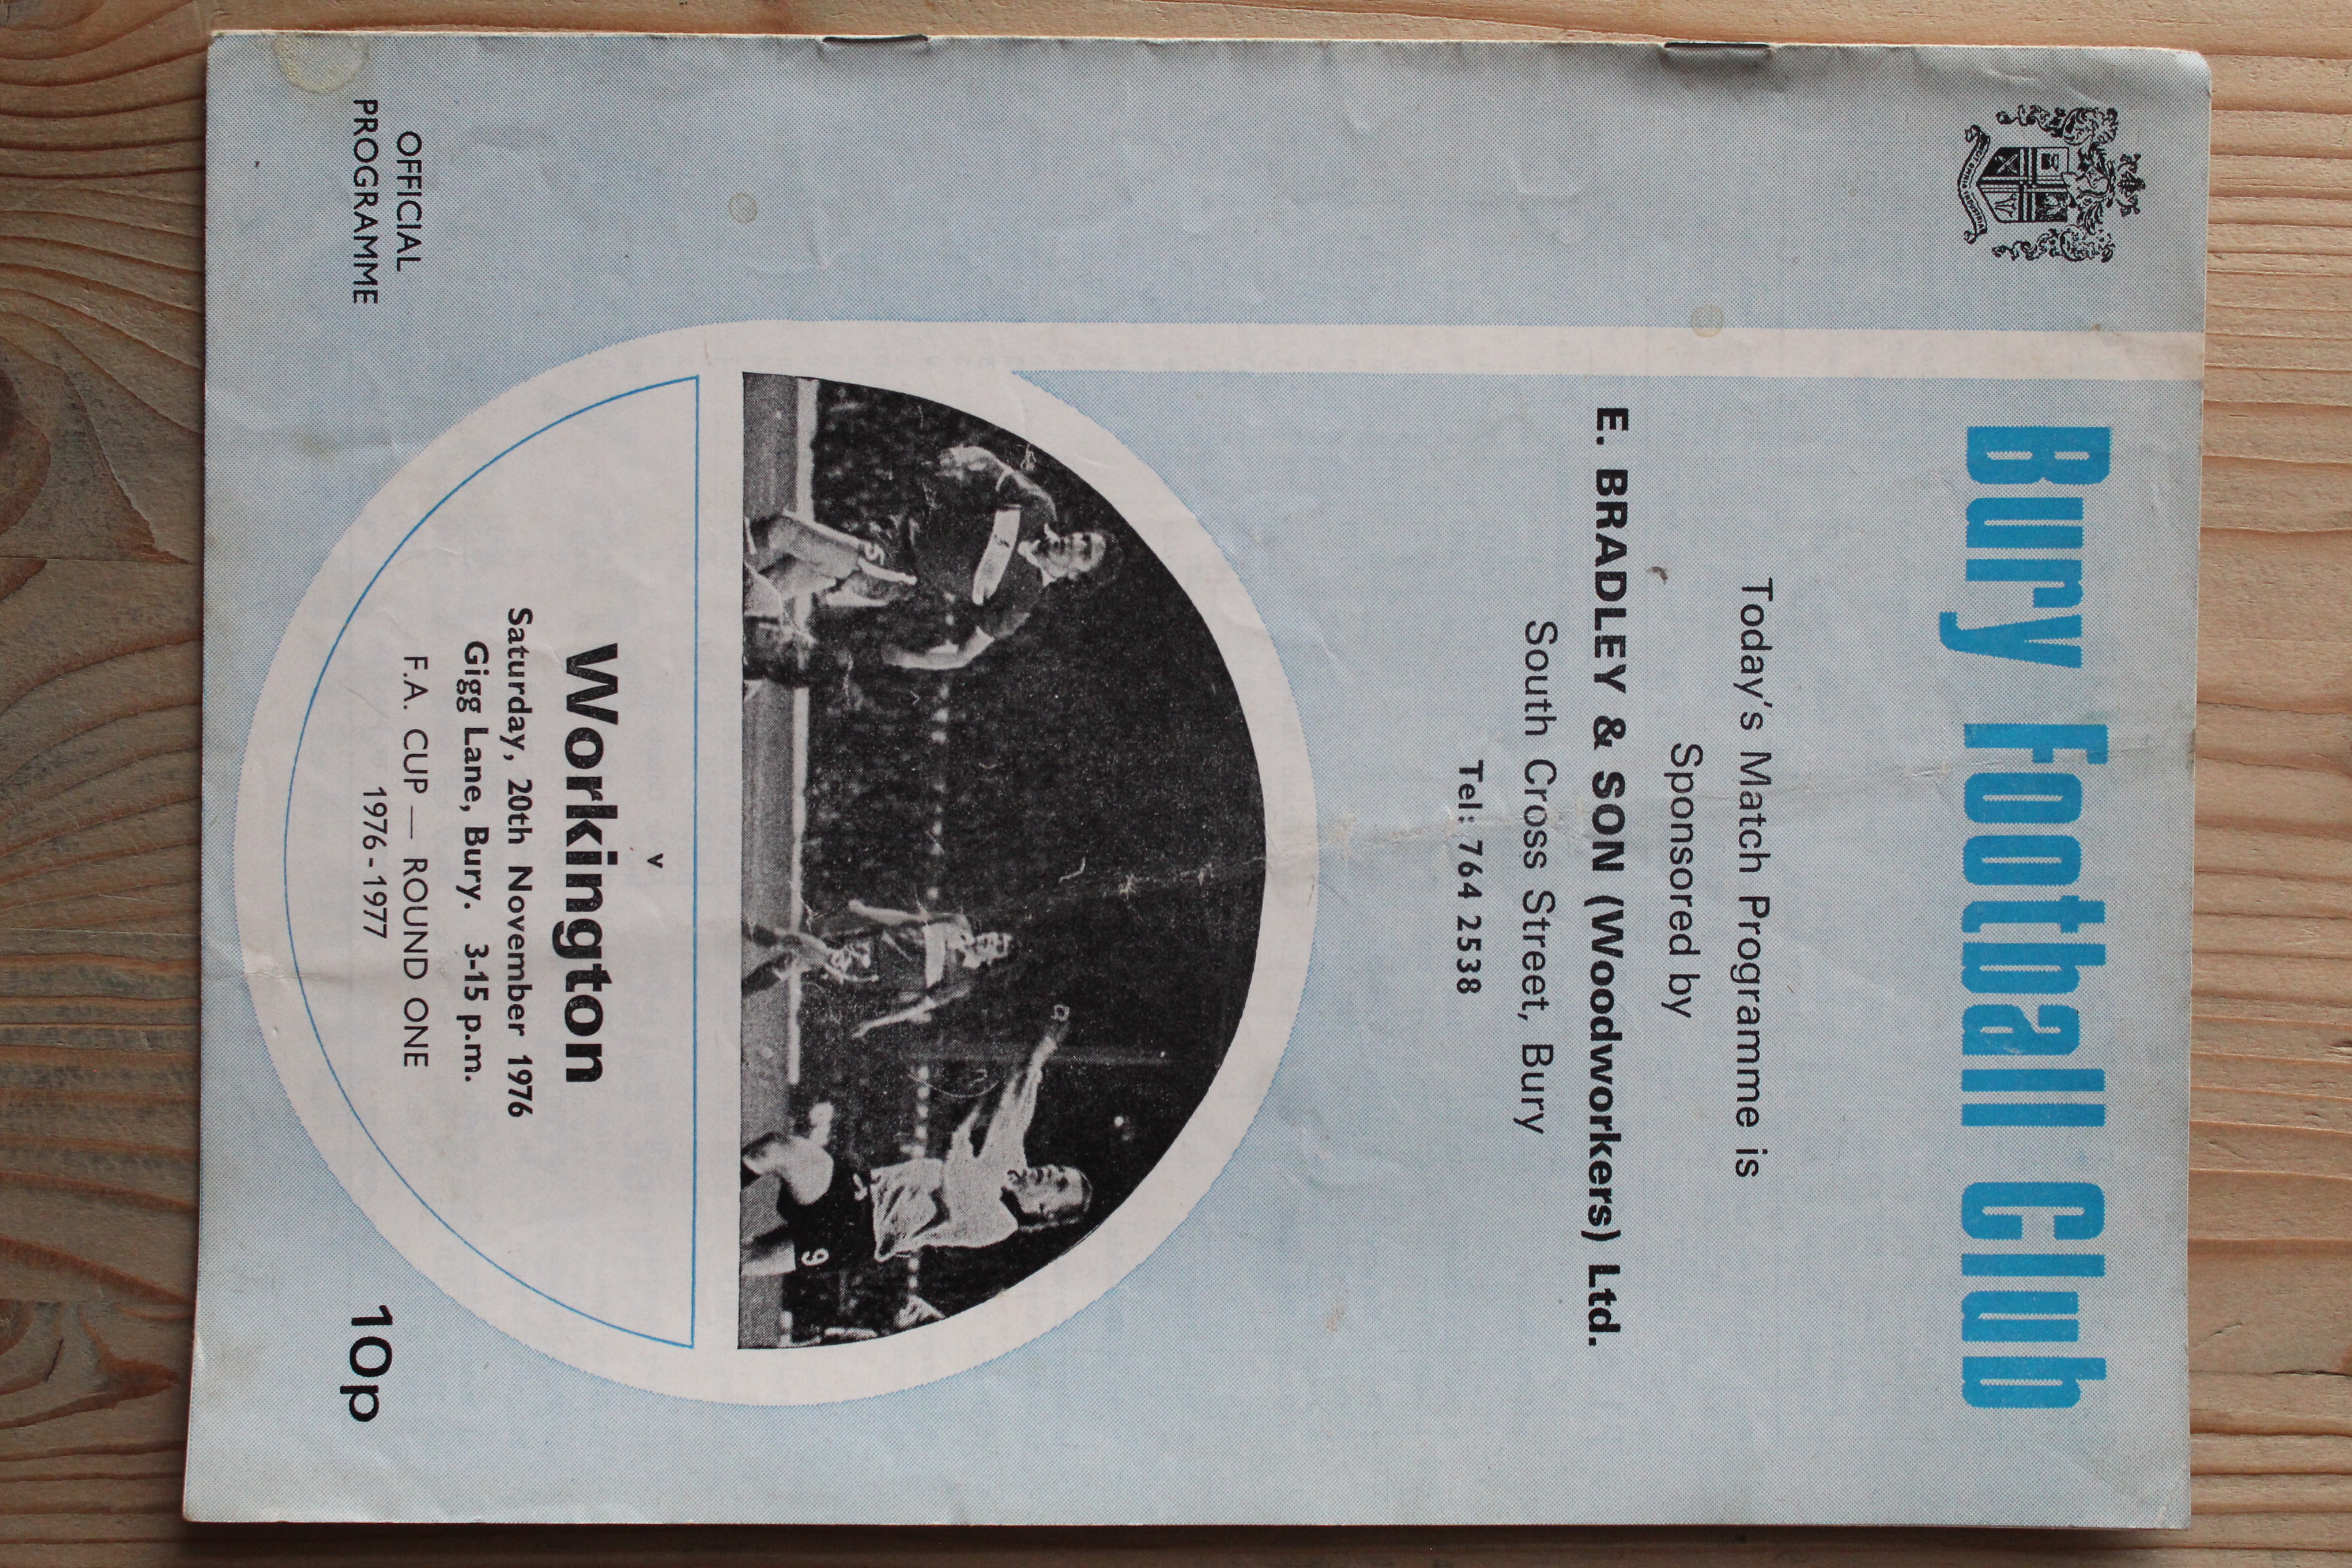 Bury Football Club
Today's Match Programme is
Sponsored by
E. BRADLEY & SON (Woodworkers) Ltd.
South Cross Street, Bury
Tel: 764 2538
5
9
v
Workington
Saturday, 20th November 1976
Gigg Lane, Bury. 3-15 p.m.
F.A. CUP — ROUND ONE
1976-1977
OFFICIAL
PROGRAMME
10p